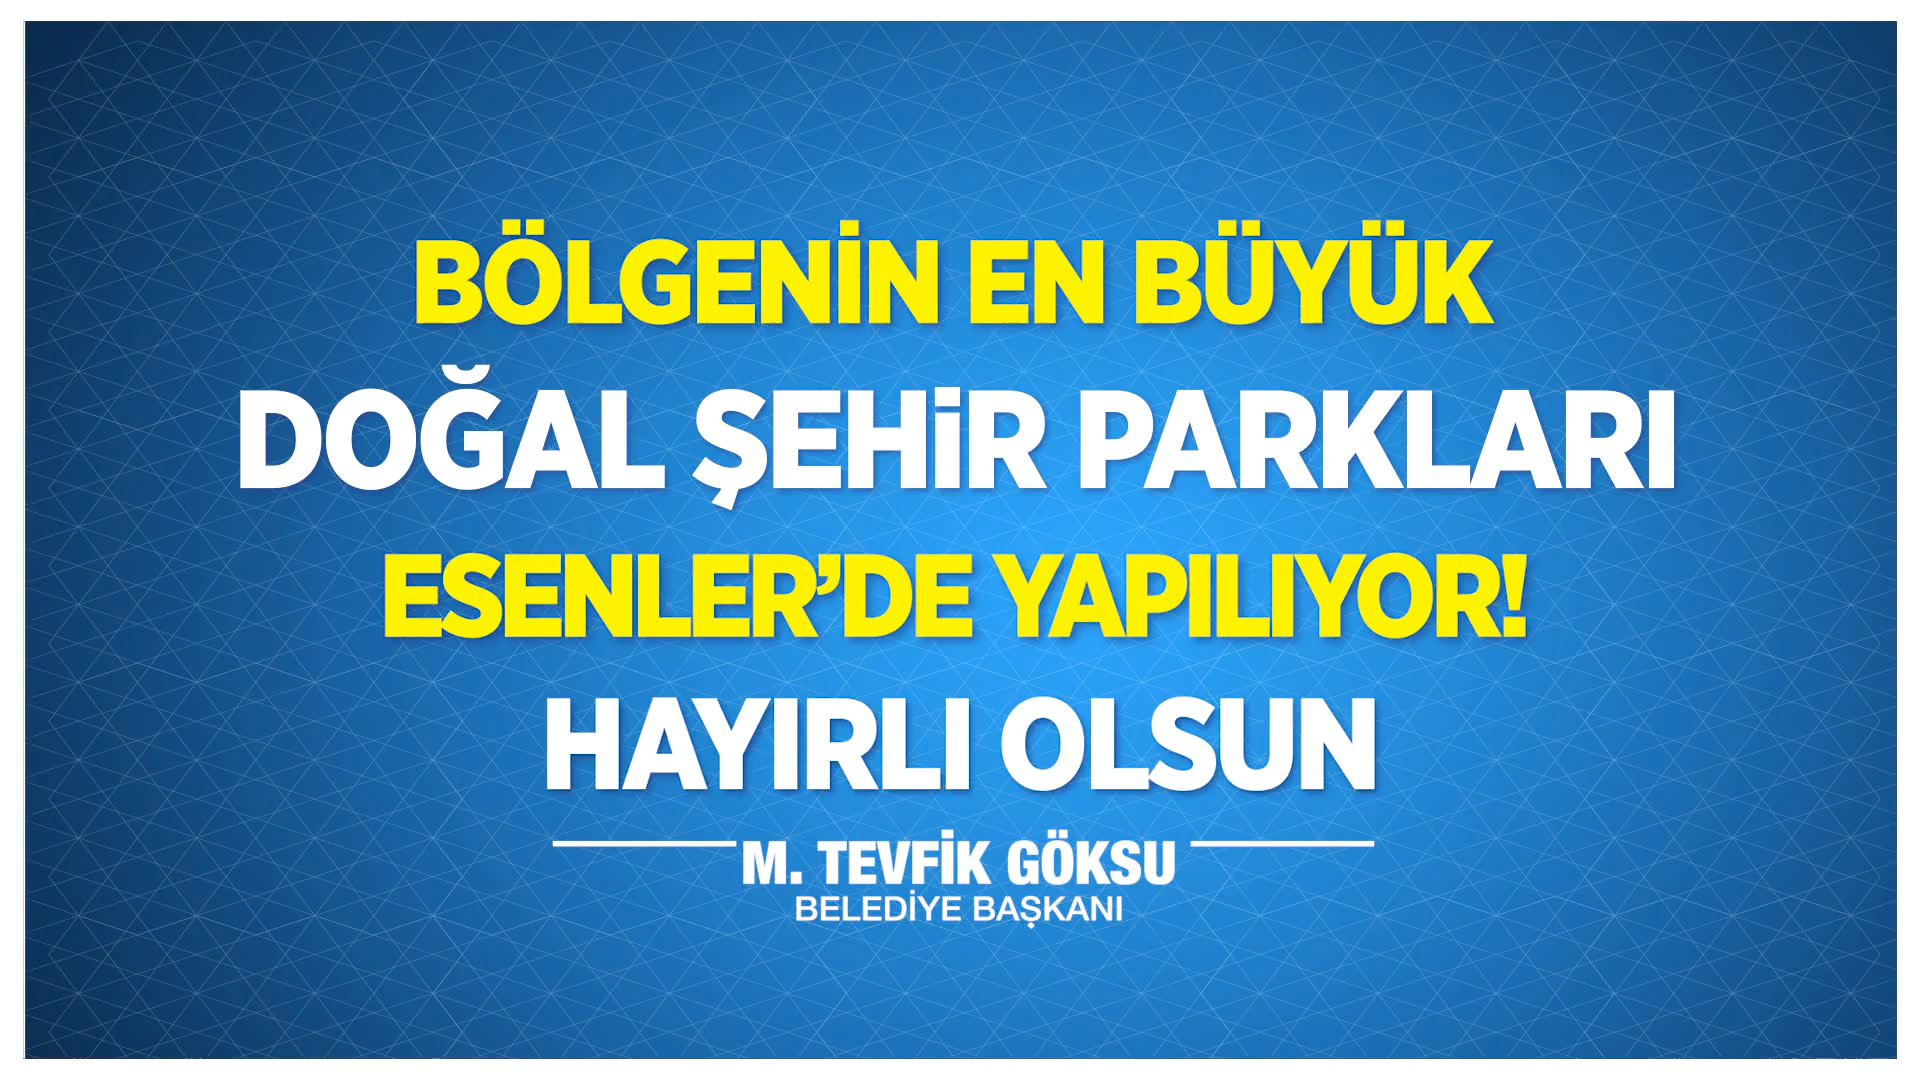 BÖLGENİN EN BÜYÜK
DOĞAL ŞEHİR PARKLARI
ESENLER’DE YAPILIYOR!
HAYIRLI OLSUN
M. TEVFİK GÖKSU
BELEDİYE BAŞKANI